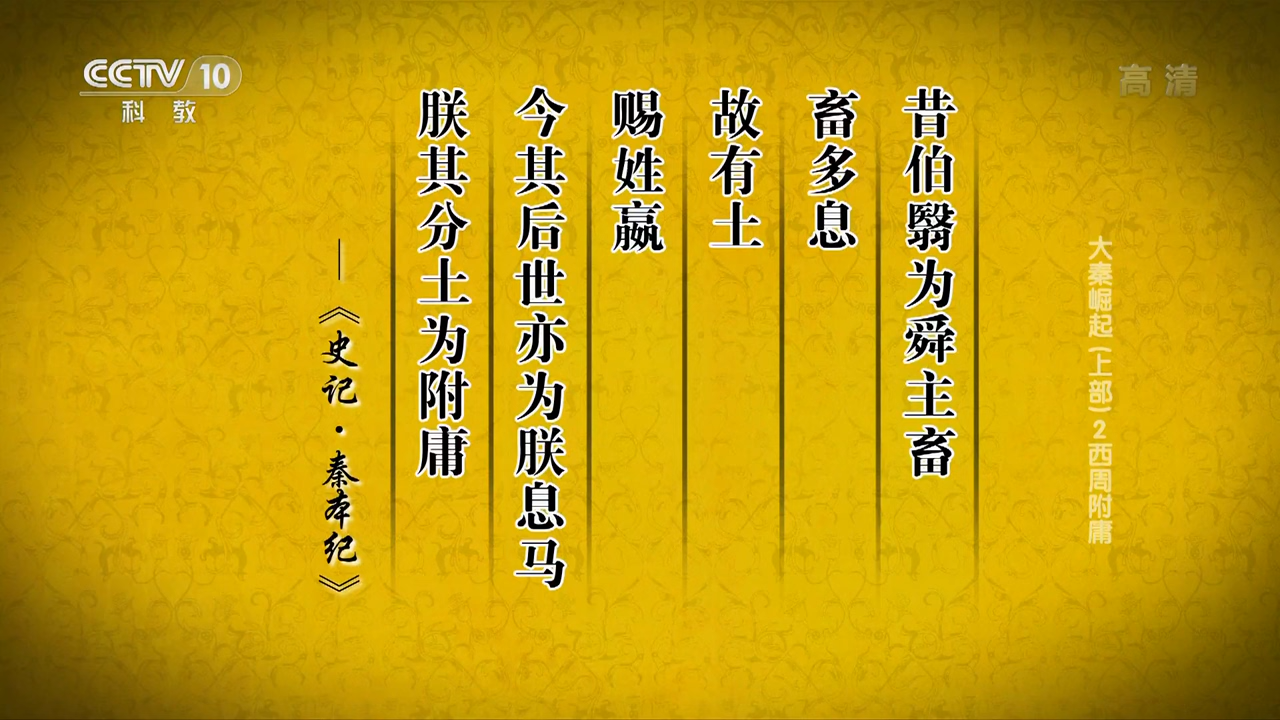 CCTV 10
科教
高清
大秦崛起(上部)2西周附庸
昔伯翳为舜主畜
畜多息
故有土
赐姓嬴
今其后世亦为朕息马
朕其分土为附庸
——《史记·秦本纪》